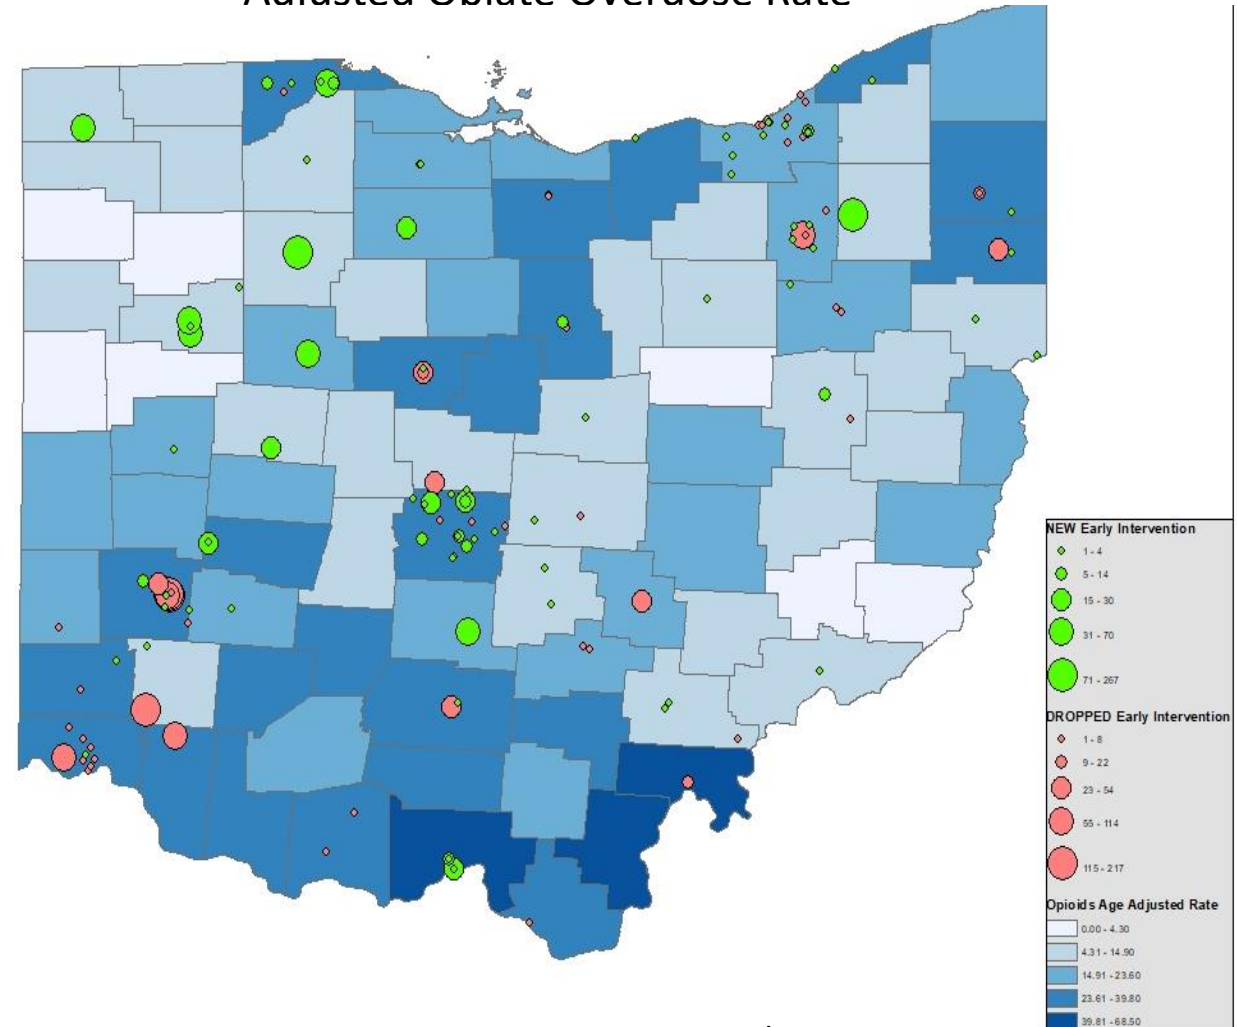 Adjusted Opiate Overdose Rate
NEW Early Intervention
1 - 4
5 - 14
15 - 30
31 - 70
71 - 267
DROPPED Early Intervention
1 - 8
9 - 22
23 - 54
55 - 114
115 - 217
Opioids Age Adjusted Rate
0.00 - 4.30
4.31 - 14.90
14.91 - 23.60
23.61 - 39.80
39.81 - 68.50